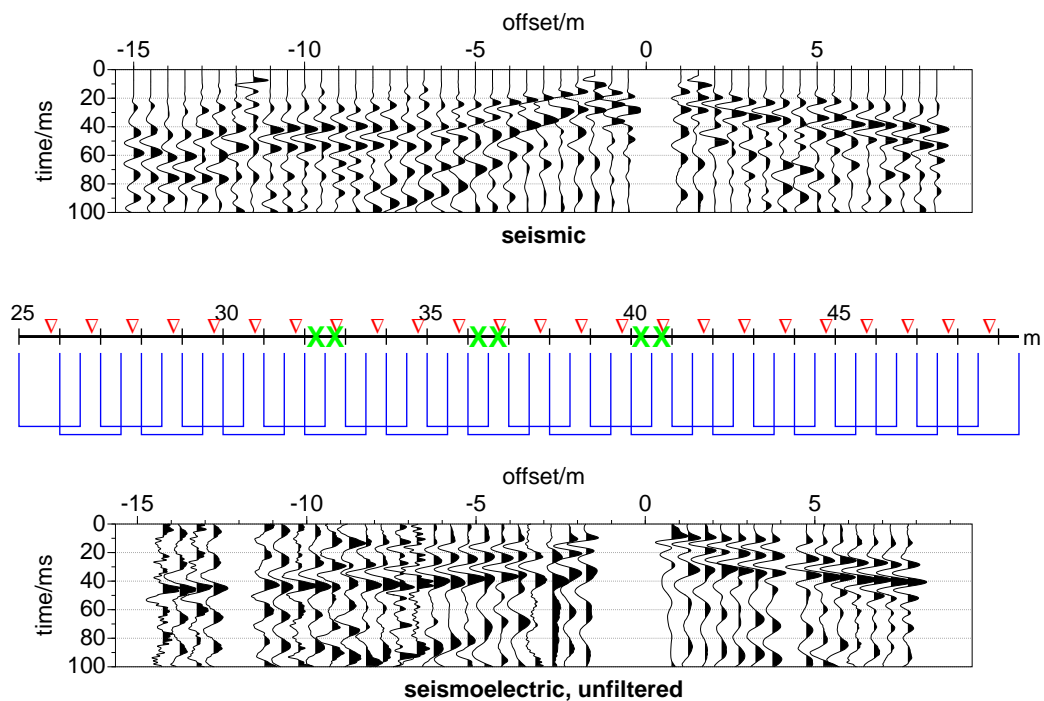 offset/m
-15 -10 -5 0 5
0
20
40
60
80
100
time/ms
seismic
25 30 35 40 45
X X X X X X
m
offset/m
-15 -10 -5 0 5
0
20
40
60
80
100
time/ms
seismoelectric, unfiltered